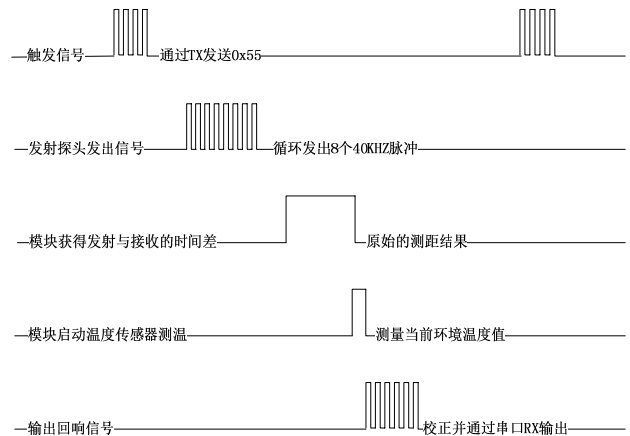 触发信号 通过TX发送0x55
发射探头发出信号 循环发出8个40KHZ脉冲
模块获得发射与接收的时间差 原始的测距结果
模块启动温度传感器测温 测量当前环境温度值
输出回响信号 校正并通过串口RX输出